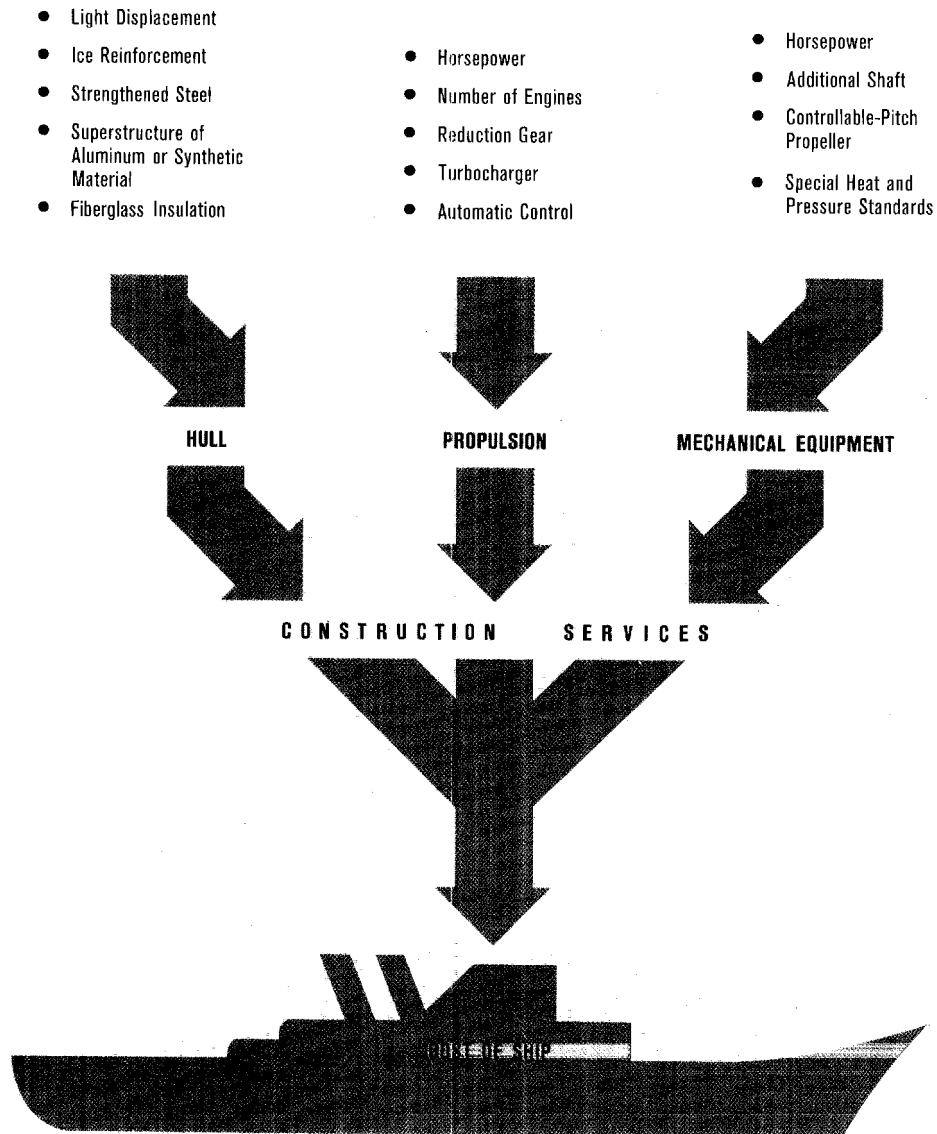 Light Displacement
Ice Reinforcement
Strengthened Steel
Superstructure of
Aluminum or Synthetic
Material
Fiberglass Insulation
Horsepower
Number of Engines
Reduction Gear
Turbocharger
Automatic Control
Horsepower
Additional Shaft
Controllable-Pitch
Propeller
Special Heat and
Pressure Standards
HULL
PROPULSION
MECHANICAL EQUIPMENT
CONSTRUCTION SERVICES
OF SHIP